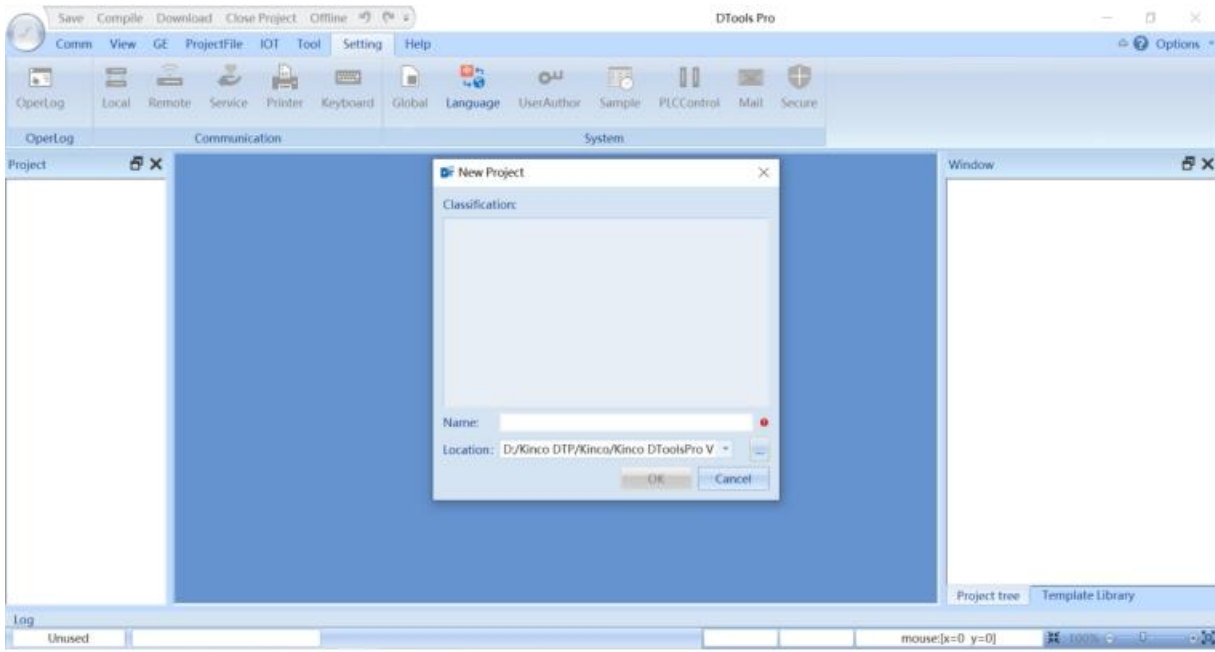 Save Compile Download Close Project Offline DTools Pro
Comm View GE ProjectFile IOT Tool Setting Help Options
OperLog Local Remote Service Printer Keyboard Global Language UserAuthor Sample PLCControl Mail Secure
OperLog Communication System
Project New Project Window
Classification:
Name:
Location: D:/Kinco DTP/Kinco/Kinco DToolsPro V ...
OK Cancel
Project tree Template Library
Log
Unused mouse:[x=0 y=0] 100%